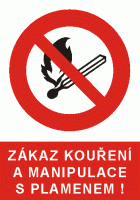 ZÁKAZ KOUŘENÍ
A MANIPULACE
S PLAMENEM !